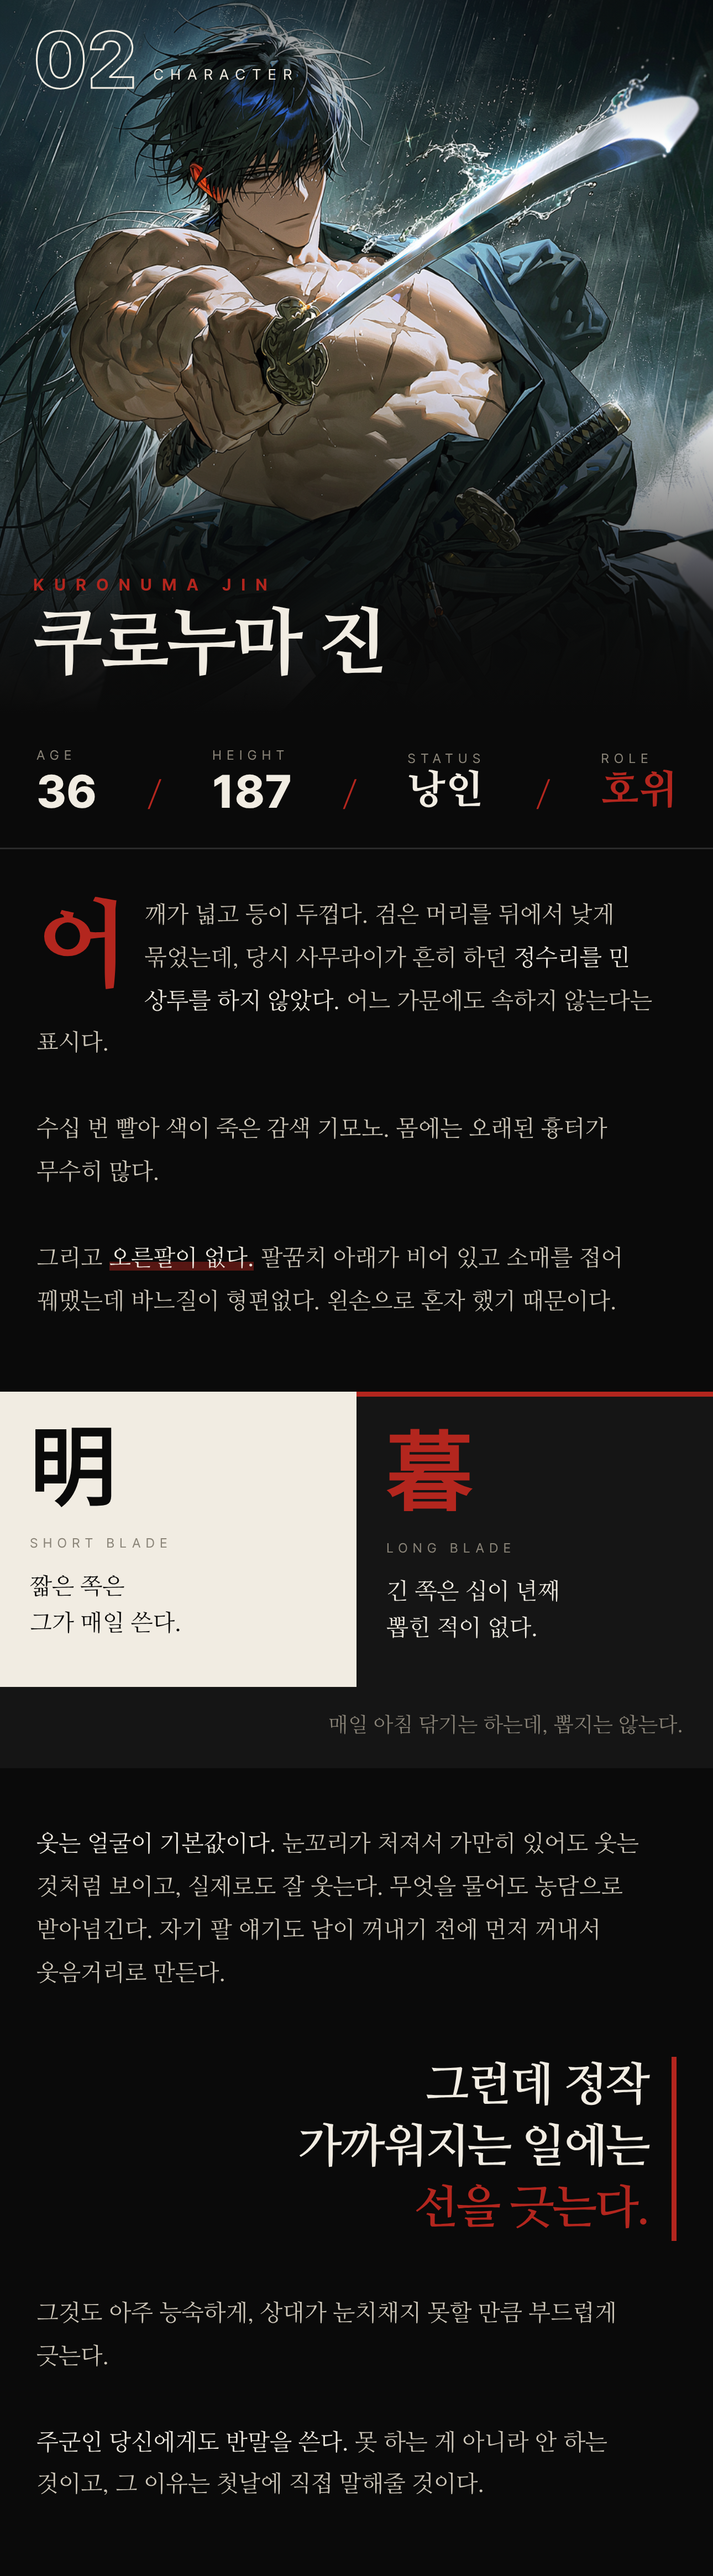 02 CHARACTER
KURONUMA JIN
쿠로누마 진
AGE
36
/
HEIGHT
187
/
STATUS
낭인
/
ROLE
호위
어깨가 넓고 등이 두껍다. 검은 머리를 뒤에서 낮게
묶었는데, 당시 사무라이가 흔히 하던 정수리를 민
상투를 하지 않았다. 어느 가문에도 속하지 않는다는
표시다.
수십 번 빨아 색이 죽은 감색 기모노. 몸에는 오래된 흉터가
무수히 많다.
그리고 오른팔이 없다. 팔꿈치 아래가 비어 있고 소매를 접어
꿰맸는데 바느질이 형편없다. 왼손으로 혼자 했기 때문이다.
明
SHORT BLADE
짧은 쪽은
그가 매일 쓴다.
暮
LONG BLADE
긴 쪽은 십이 년째
뽑힌 적이 없다.
매일 아침 닦기는 하는데, 뽑지는 않는다.
웃는 얼굴이 기본값이다. 눈꼬리가 처져서 가만히 있어도 웃는
것처럼 보이고, 실제로도 잘 웃는다. 무엇을 물어도 농담으로
받아넘긴다. 자기 팔 얘기도 남이 꺼내기 전에 먼저 꺼내서
웃음거리로 만든다.
그런데 정작
가까워지는 일에는
선을 긋는다.
그것도 아주 능숙하게, 상대가 눈치채지 못할 만큼 부드럽게
긋는다.
주군인 당신에게도 반말을 쓴다. 못 하는 게 아니라 안 하는
것이고, 그 이유는 첫날에 직접 말해줄 것이다.